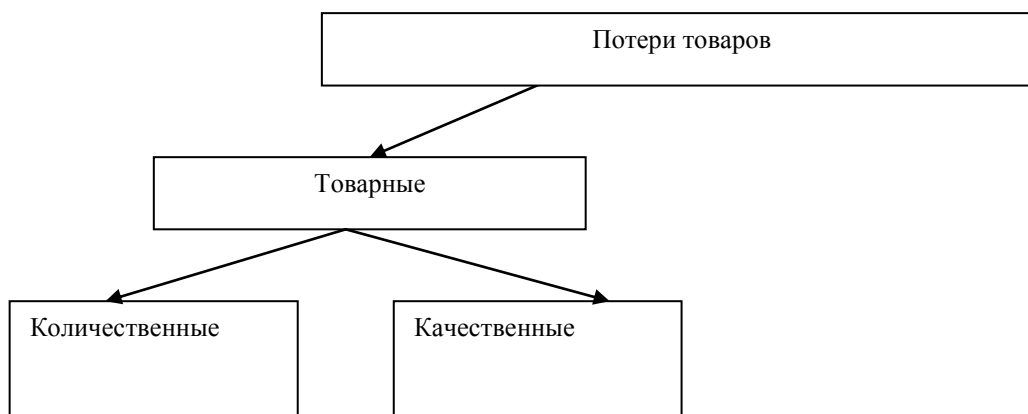 Потери товаров
Товарные
Количественные
Качественные